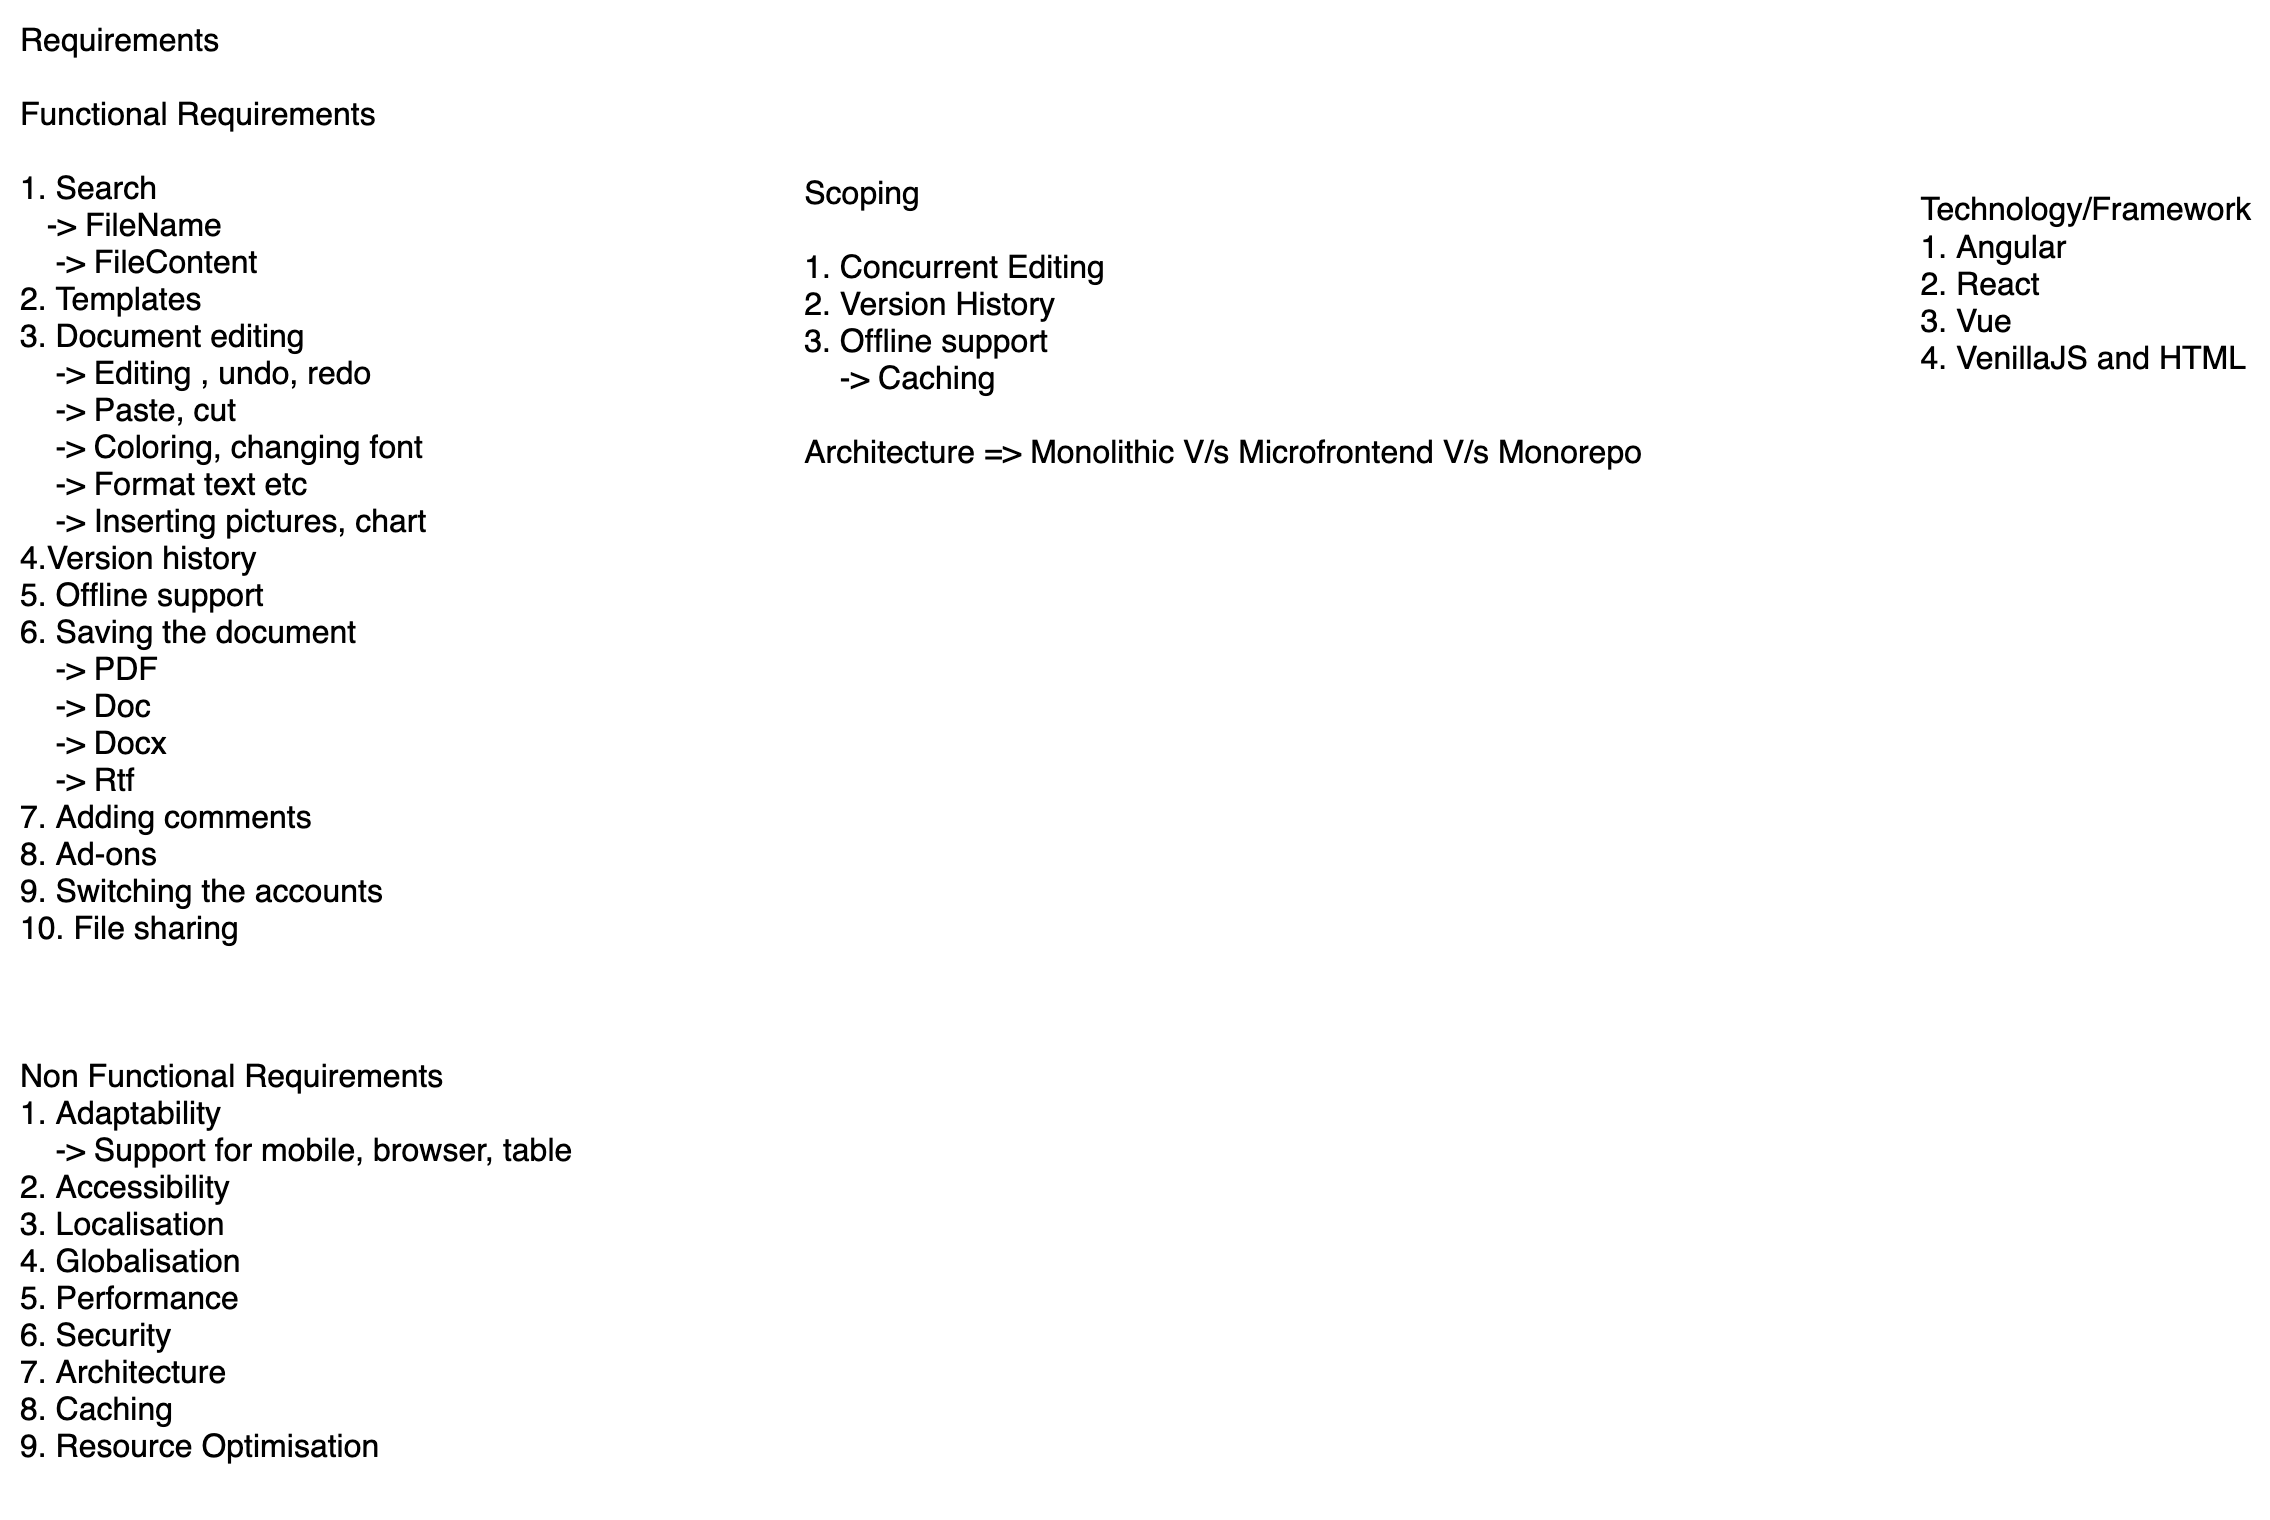 Requirements
Functional Requirements
1. Search
-> FileName
-> FileContent
2. Templates
3. Document editing
-> Editing , undo, redo
-> Paste, cut
-> Coloring, changing font
-> Format text etc
-> Inserting pictures, chart
4.Version history
5. Offline support
6. Saving the document
-> PDF
-> Doc
-> Docx
-> Rtf
7. Adding comments
8. Ad-ons
9. Switching the accounts
10. File sharing
Non Functional Requirements
1. Adaptability
-> Support for mobile, browser, table
2. Accessibility
3. Localisation
4. Globalisation
5. Performance
6. Security
7. Architecture
8. Caching
9. Resource Optimisation
Scoping
1. Concurrent Editing
2. Version History
3. Offline support
-> Caching
Architecture => Monolithic V/s Microfrontend V/s Monorepo
Technology/Framework
1. Angular
2. React
3. Vue
4. VenillaJS and HTML